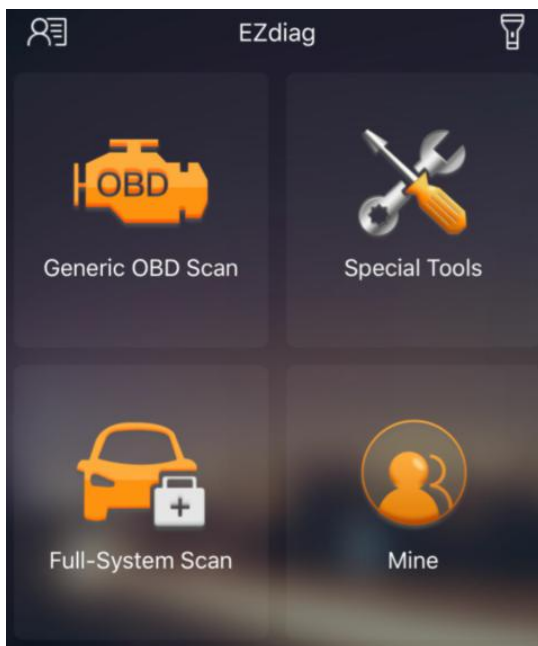 EZdiag
OBD
Generic OBD Scan
Special Tools
Full-System Scan
Mine